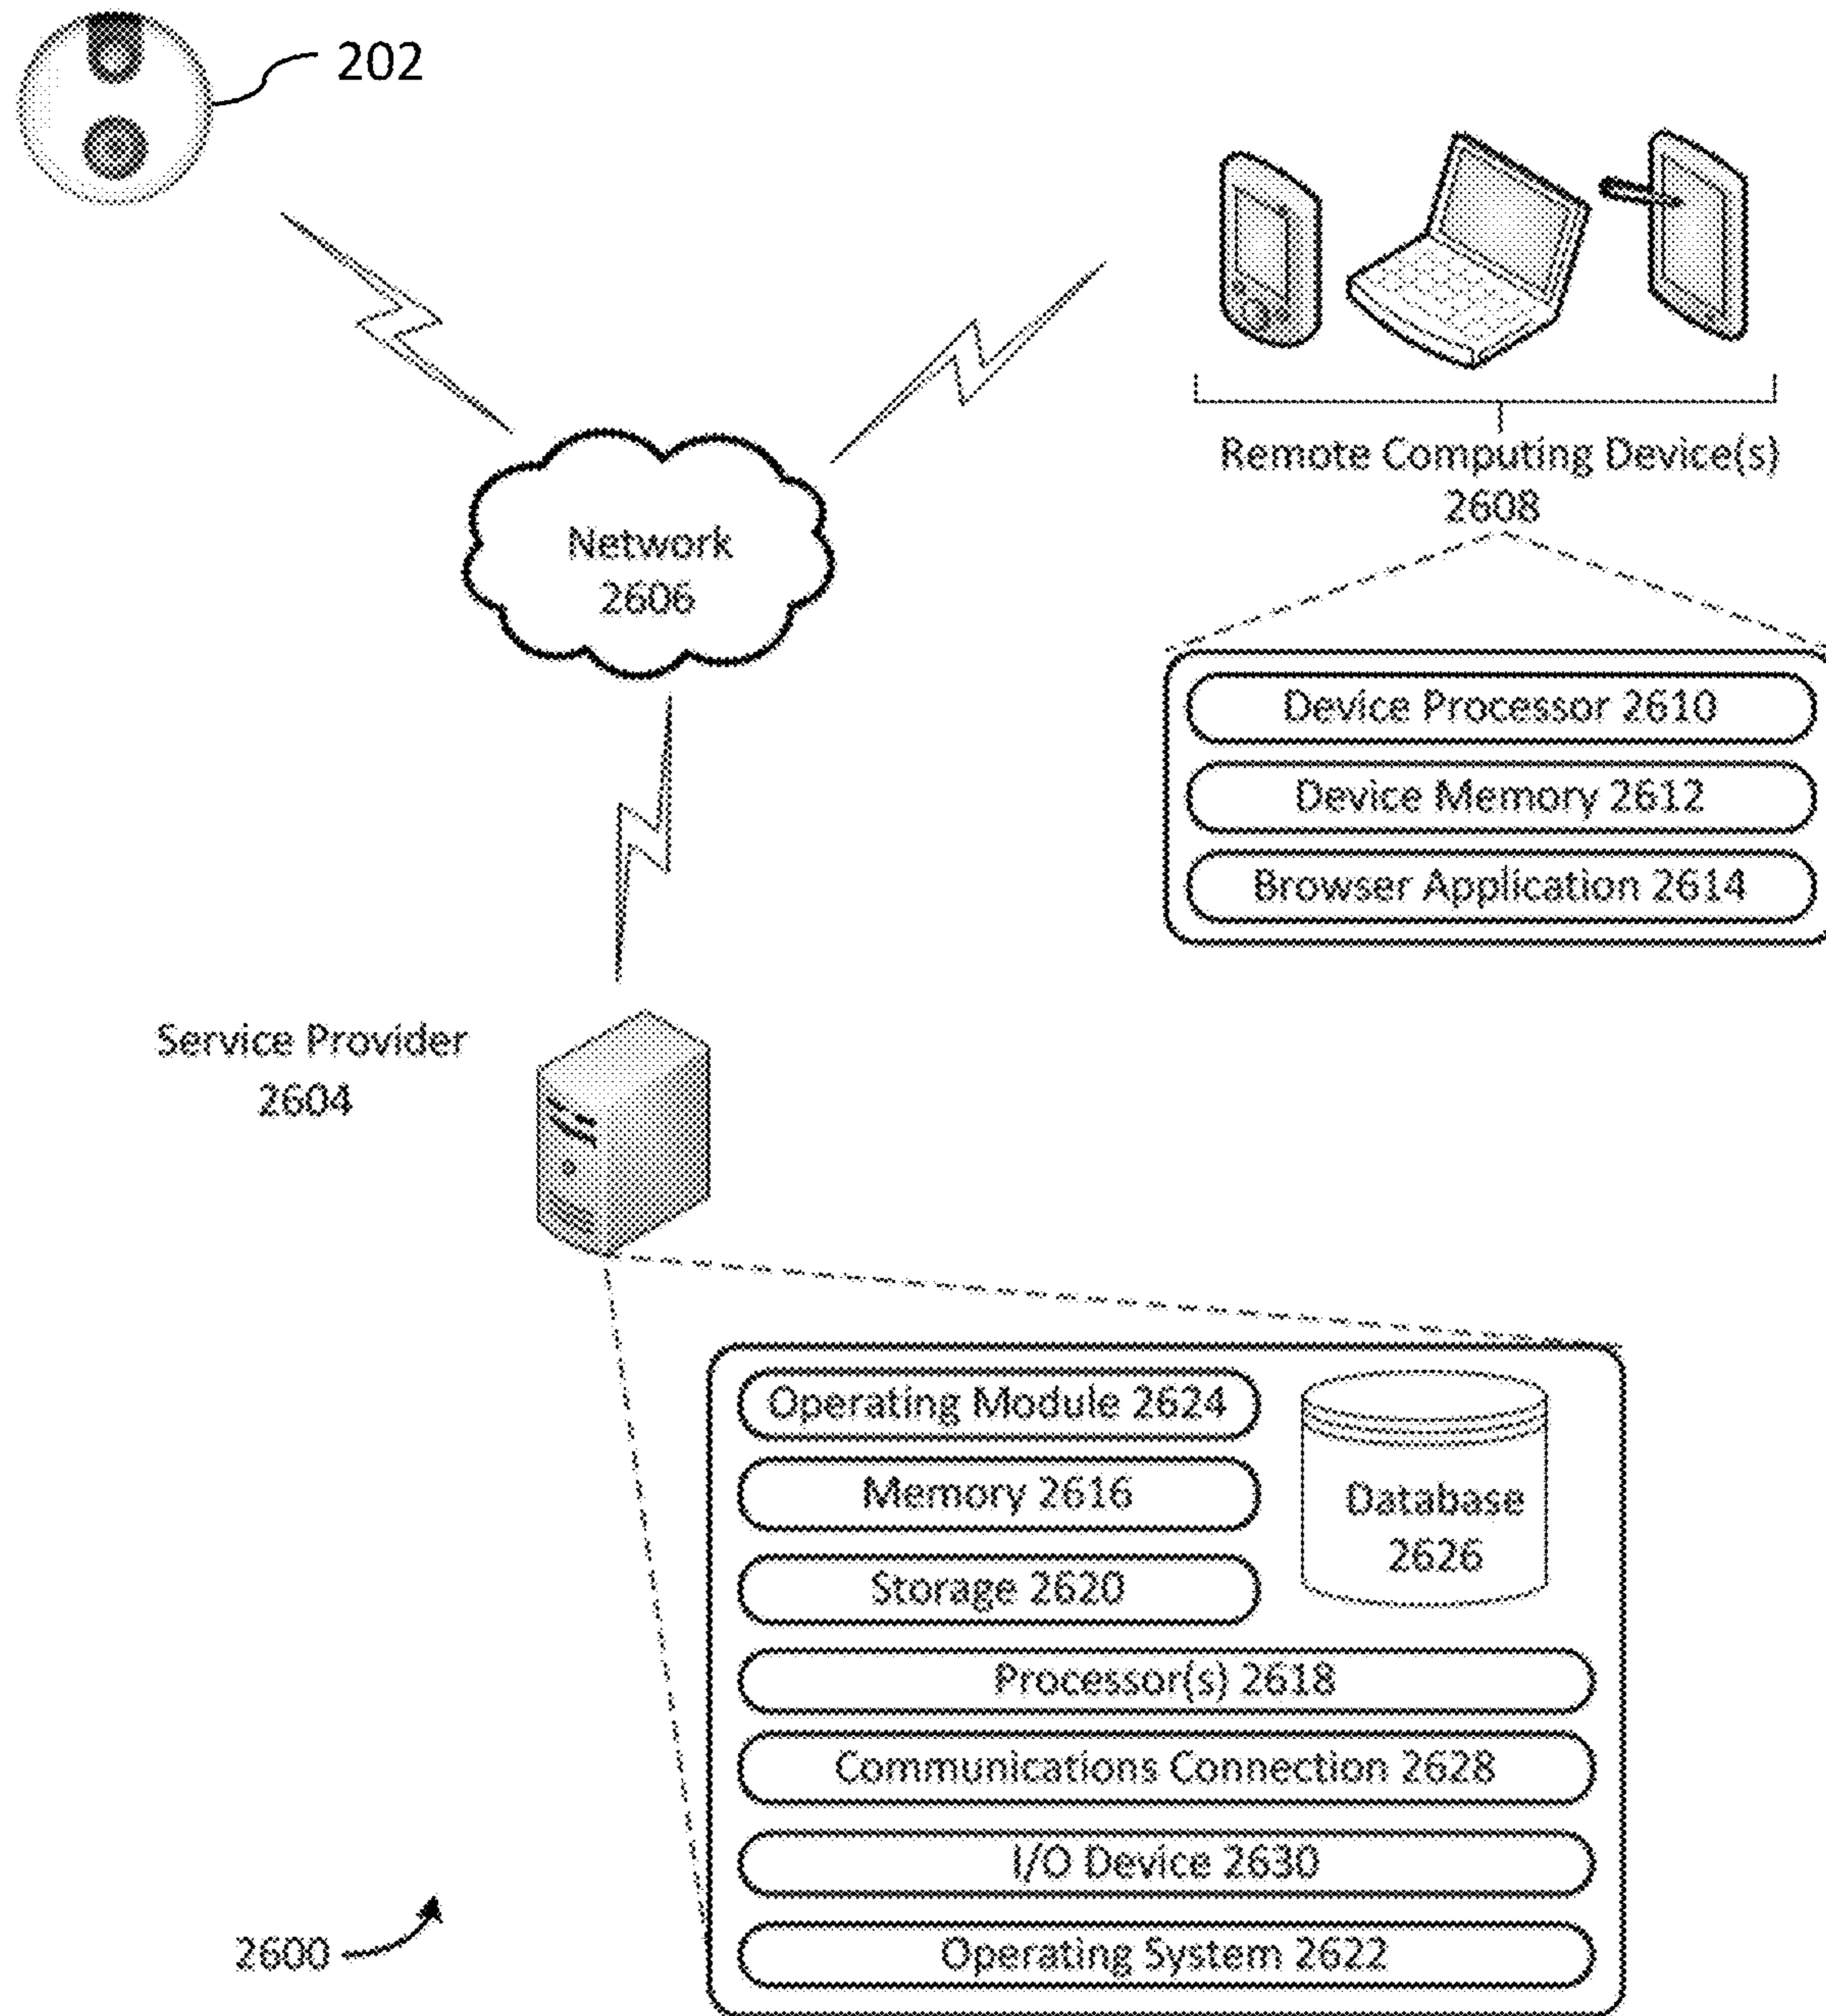 202
Remote Computing Device(s)
2608
Network
2606
Device Processor 2610
Device Memory 2612
Browser Application 2614
Service Provider
2604
Operating Module 2624
Memory 2616
Storage 2620
Database
2626
Processor(s) 2618
Communications Connection 2628
I/O Device 2630
Operating System 2622
2600